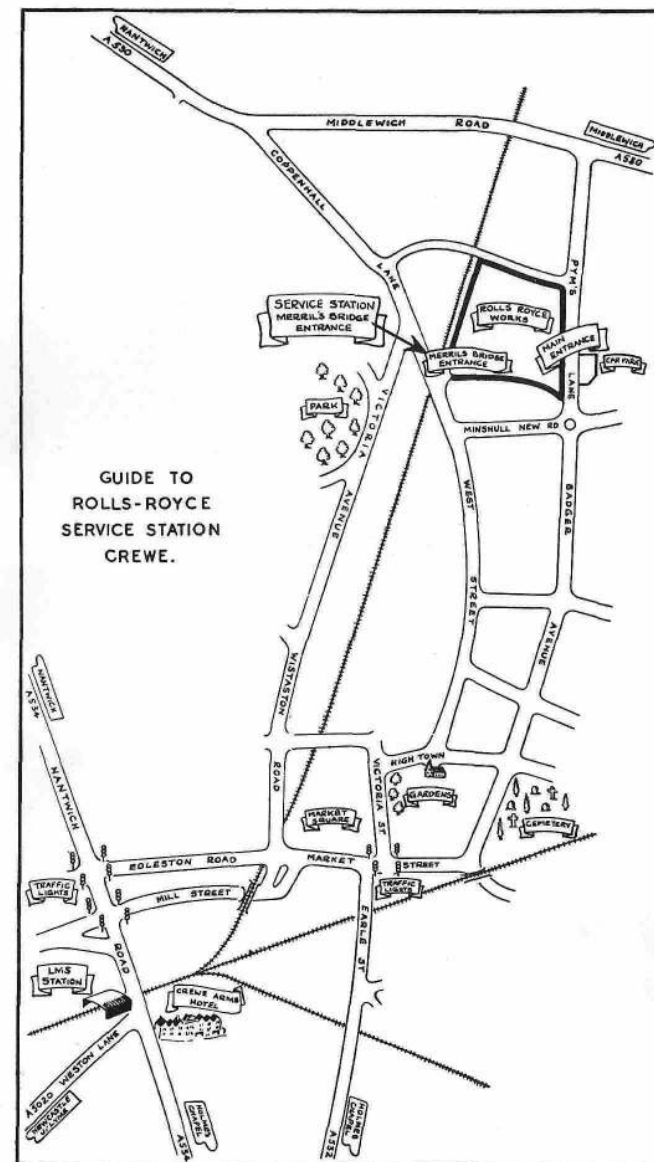 NANTWICH
A 530
MIDDLEWICH ROAD
MIDDLEWICH
A530
COPPENHALL
LANE
PYM'S
LANE
SERVICE STATION
MERRIL'S BRIDGE
ENTRANCE
ROLLS ROYCE
WORKS
MAIN
ENTRANCE
CAR PARK
MERRILS BRIDGE
ENTRANCE
PARK
VICTORIA
AVENUE
MINSHULL NEW RD
GUIDE TO
ROLLS-ROYCE
SERVICE STATION
CREWE.
WEST
STREET
BADGER
AVENUE
WISTASTON
ROAD
NANTWICH
A534
NANTWICH
ROAD
HIGH TOWN
VICTORIA ST
GARDENS
MARKET
SQUARE
CEMETERY
EDLESTON ROAD
MARKET
STREET
TRAFFIC
LIGHTS
TRAFFIC
LIGHTS
MILL STREET
EARLE ST
LMS
STATION
CREWE ARMS
HOTEL
A5020 WESTON LANE
NEWCASTLE
U/LYME
HOLMES
CHAPEL
A534
HOLMES
CHAPEL
A532